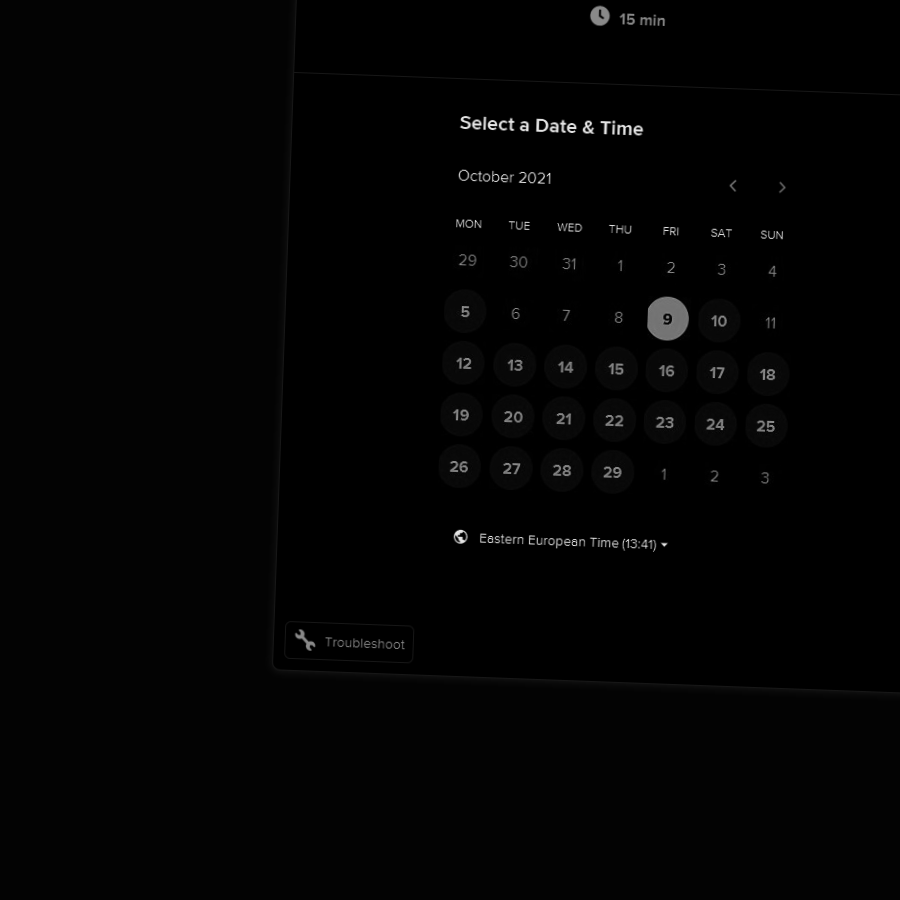 15 min
Select a Date & Time
October 2021
MON TUE WED THU FRI SAT SUN
29 30 31 1 2 3 4
5 6 7 8 9 10 11
12 13 14 15 16 17 18
19 20 21 22 23 24 25
26 27 28 29 1 2 3
Eastern European Time (13:41)
Troubleshoot